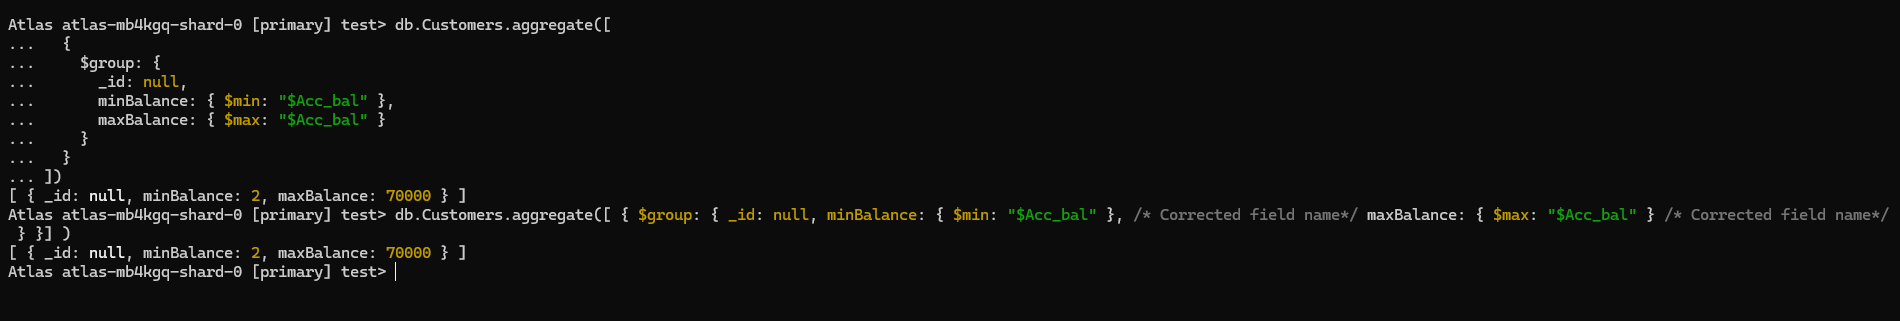 Atlas atlas-mb4kgq-shard-0 [primary] test> db.Customers.aggregate([
...   {
...     $group: {
...       _id: null,
...       minBalance: { $min: "$Acc_bal" },
...       maxBalance: { $max: "$Acc_bal" }
...     }
...   }
... ])
[ { _id: null, minBalance: 2, maxBalance: 70000 } ]
Atlas atlas-mb4kgq-shard-0 [primary] test> db.Customers.aggregate([ { $group: { _id: null, minBalance: { $min: "$Acc_bal" }, /* Corrected field name*/ maxBalance: { $max: "$Acc_bal" } /* Corrected field name*/
 } }] )
[ { _id: null, minBalance: 2, maxBalance: 70000 } ]
Atlas atlas-mb4kgq-shard-0 [primary] test>